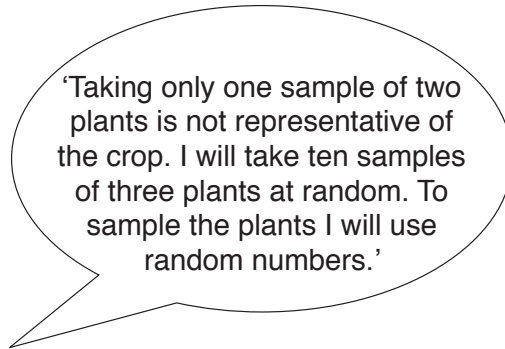 ‘Taking only one sample of two
plants is not representative of
the crop. I will take ten samples
of three plants at random. To
sample the plants I will use
random numbers.’